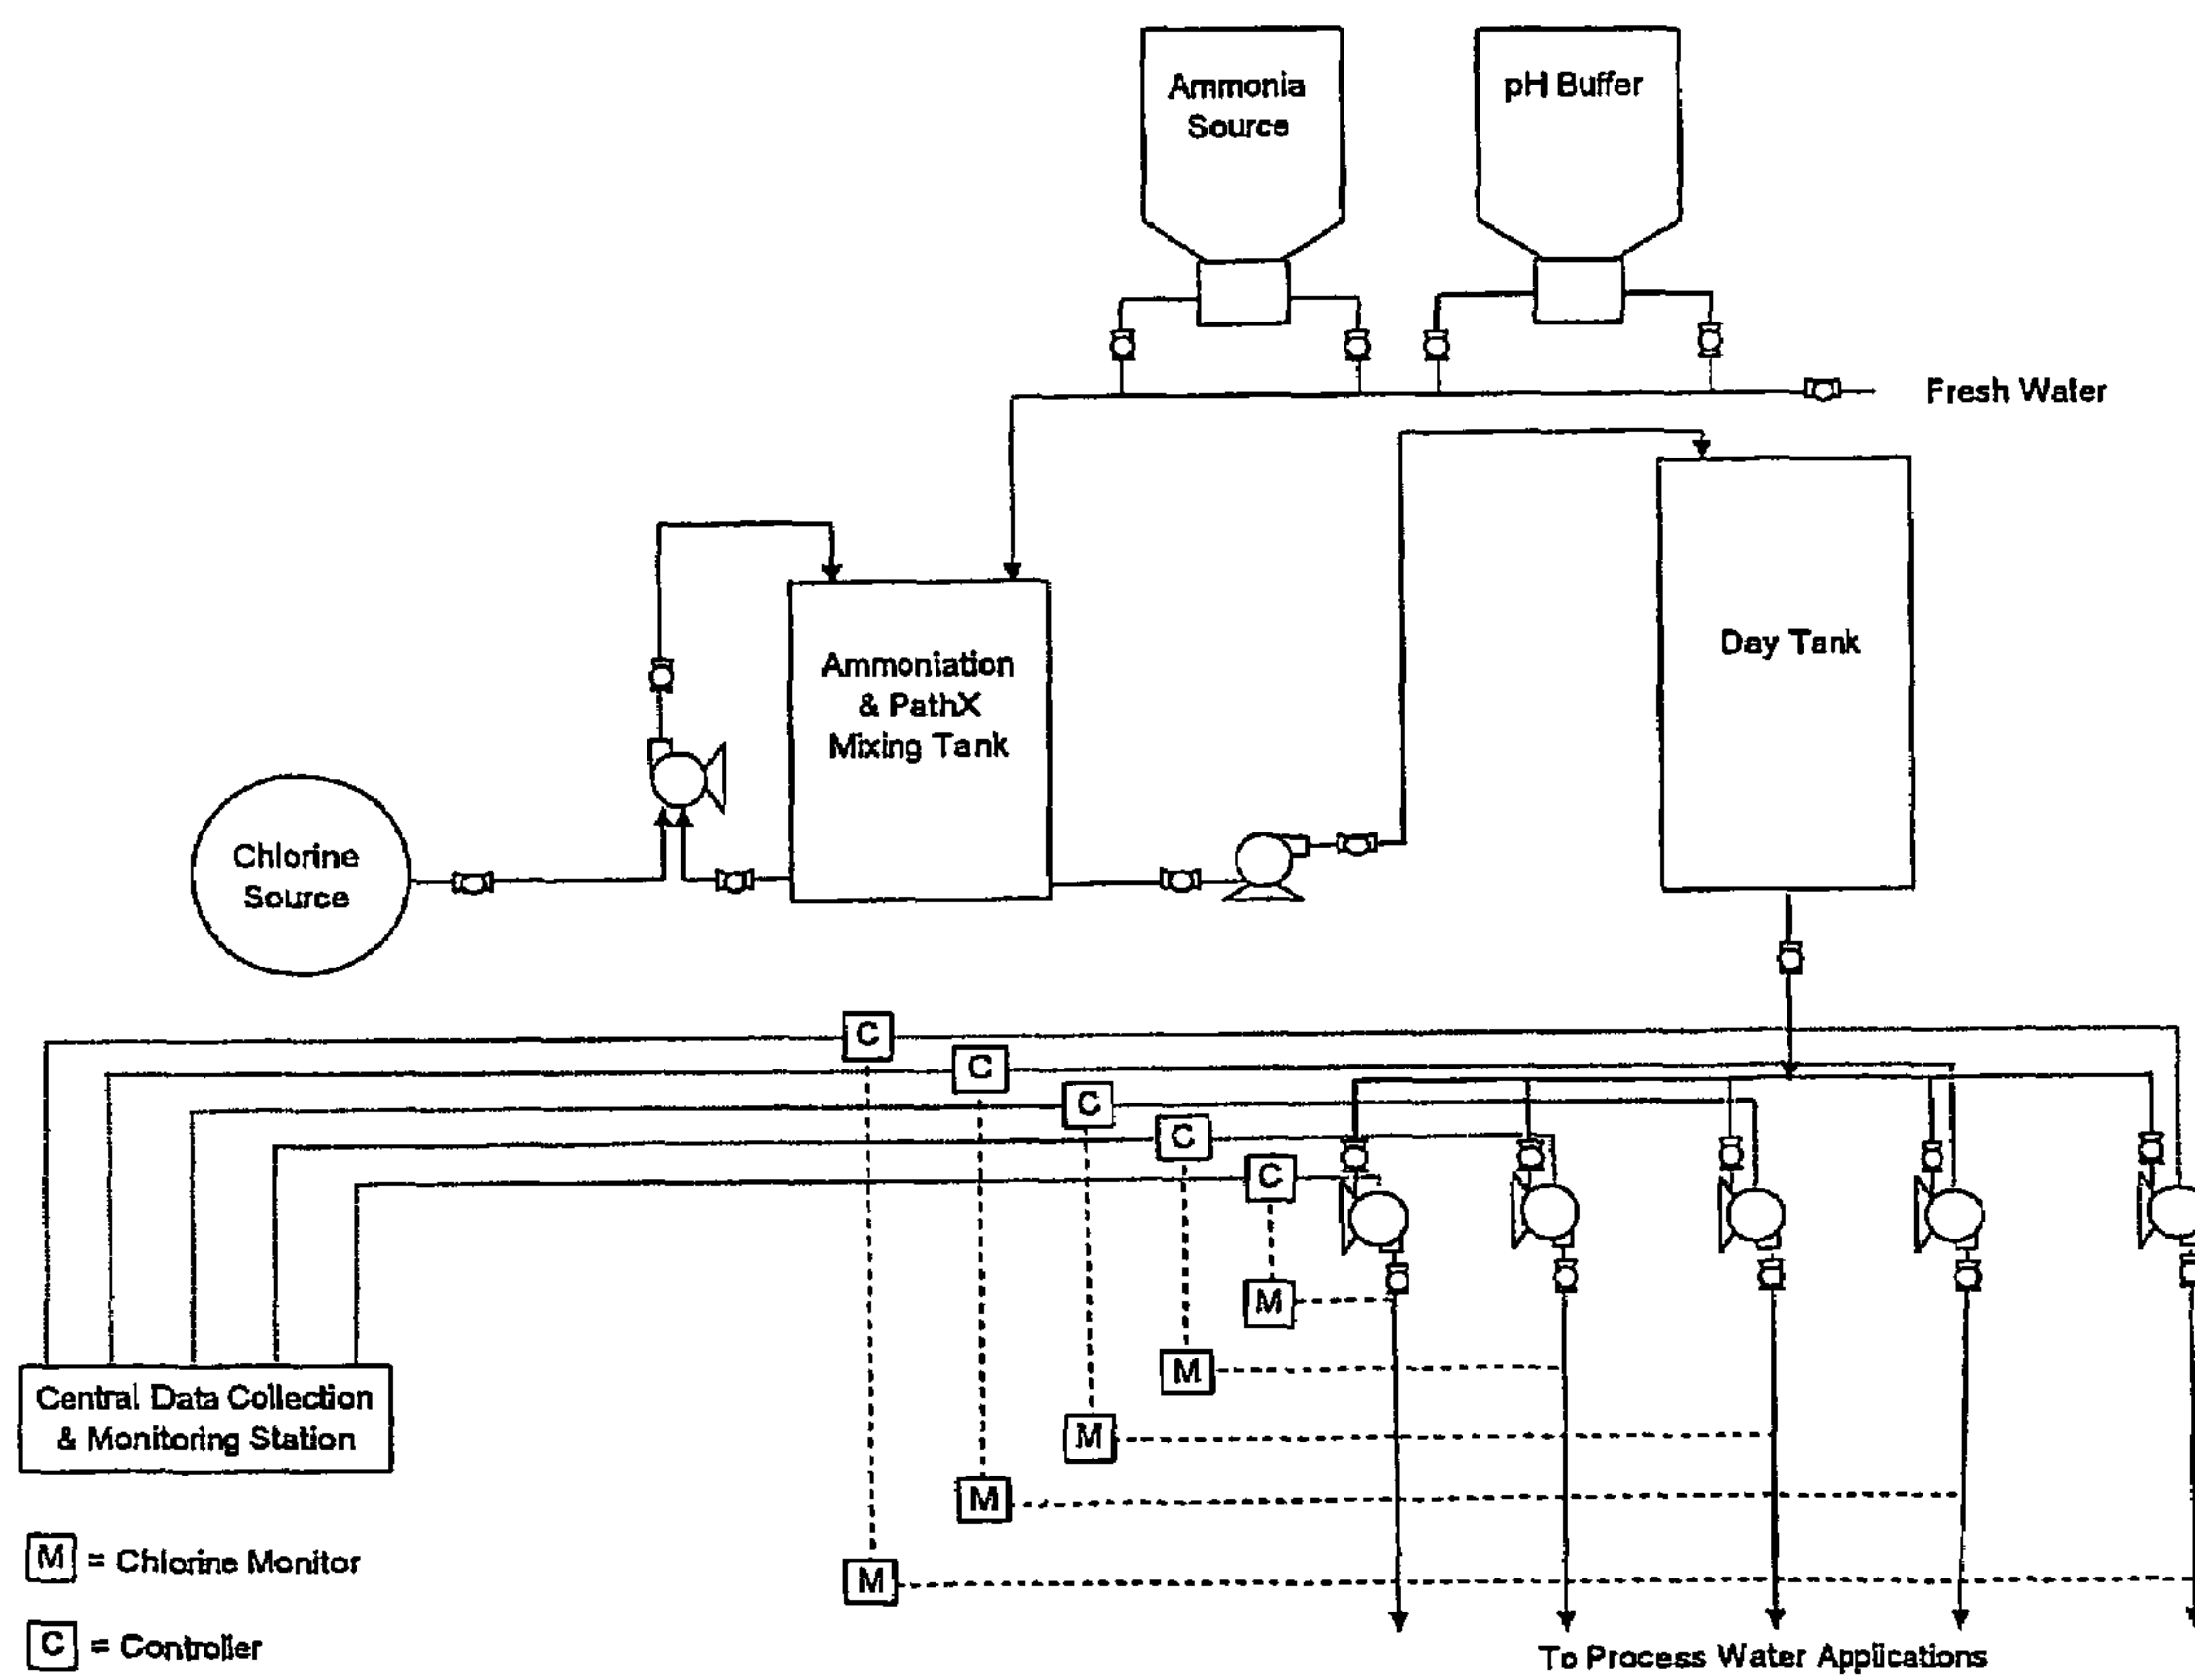 Ammonia
Source
pH Buffer
Fresh Water
Day Tank
Ammoniation
& PathX
Mixing Tank
Chlorine
Source
C
C
C
C
C
M
M
M
M
M
Central Data Collection
& Monitoring Station
M = Chlorine Monitor
C = Controller
To Process Water Applications